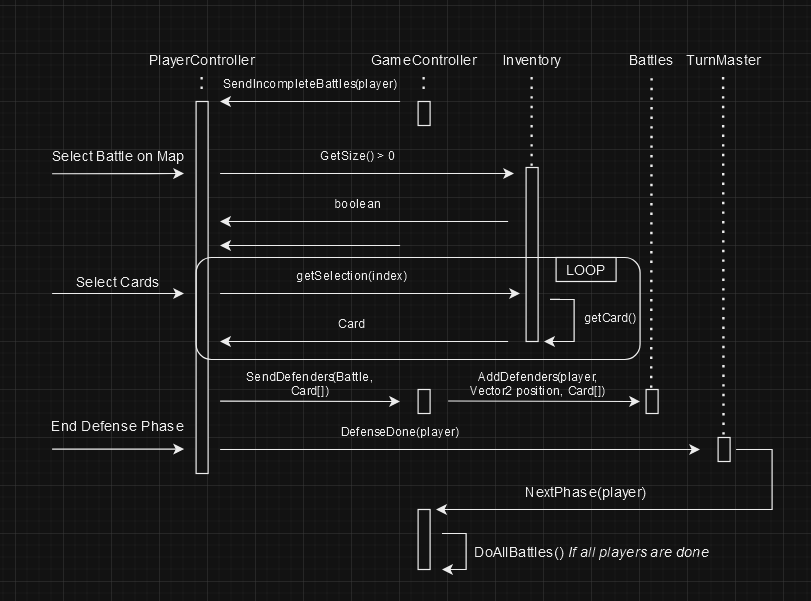 PlayerController GameController Inventory Battles TurnMaster
SendIncompleteBattles(player)
Select Battle on Map
GetSize() > 0
boolean
LOOP
Select Cards
getSelection(index)
getCard()
Card
SendDefenders(Battle,
Card[])
AddDefenders(player,
Vector2 position, Card[])
End Defense Phase
DefenseDone(player)
NextPhase(player)
DoAllBattles() If all players are done